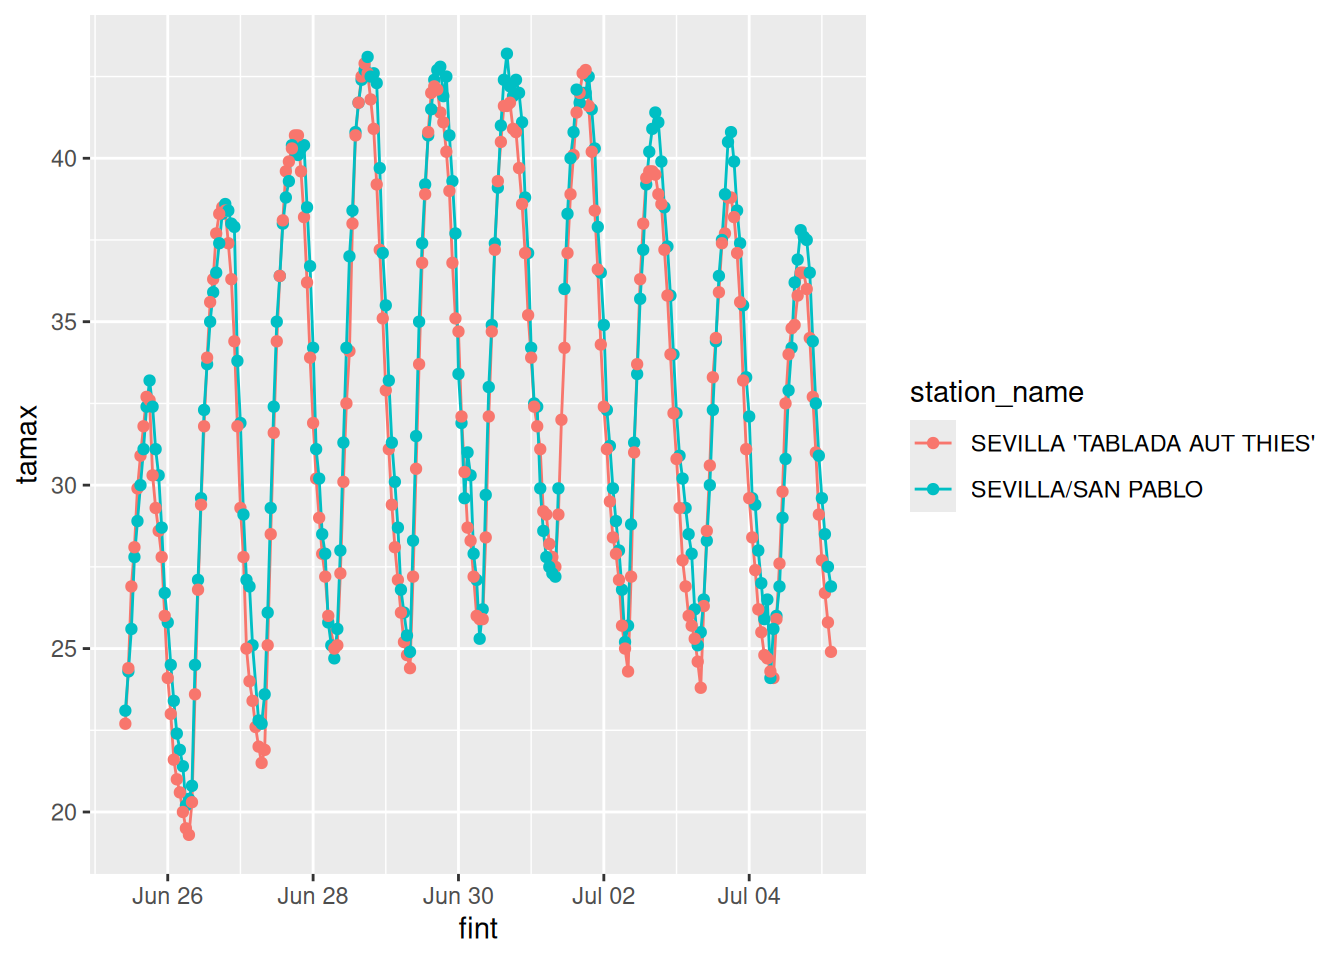 tamax
40
35
30
25
20
Jun 26
Jun 28
Jun 30
Jul 02
Jul 04
fint
station_name
SEVILLA 'TABLADA AUT THIES'
SEVILLA/SAN PABLO